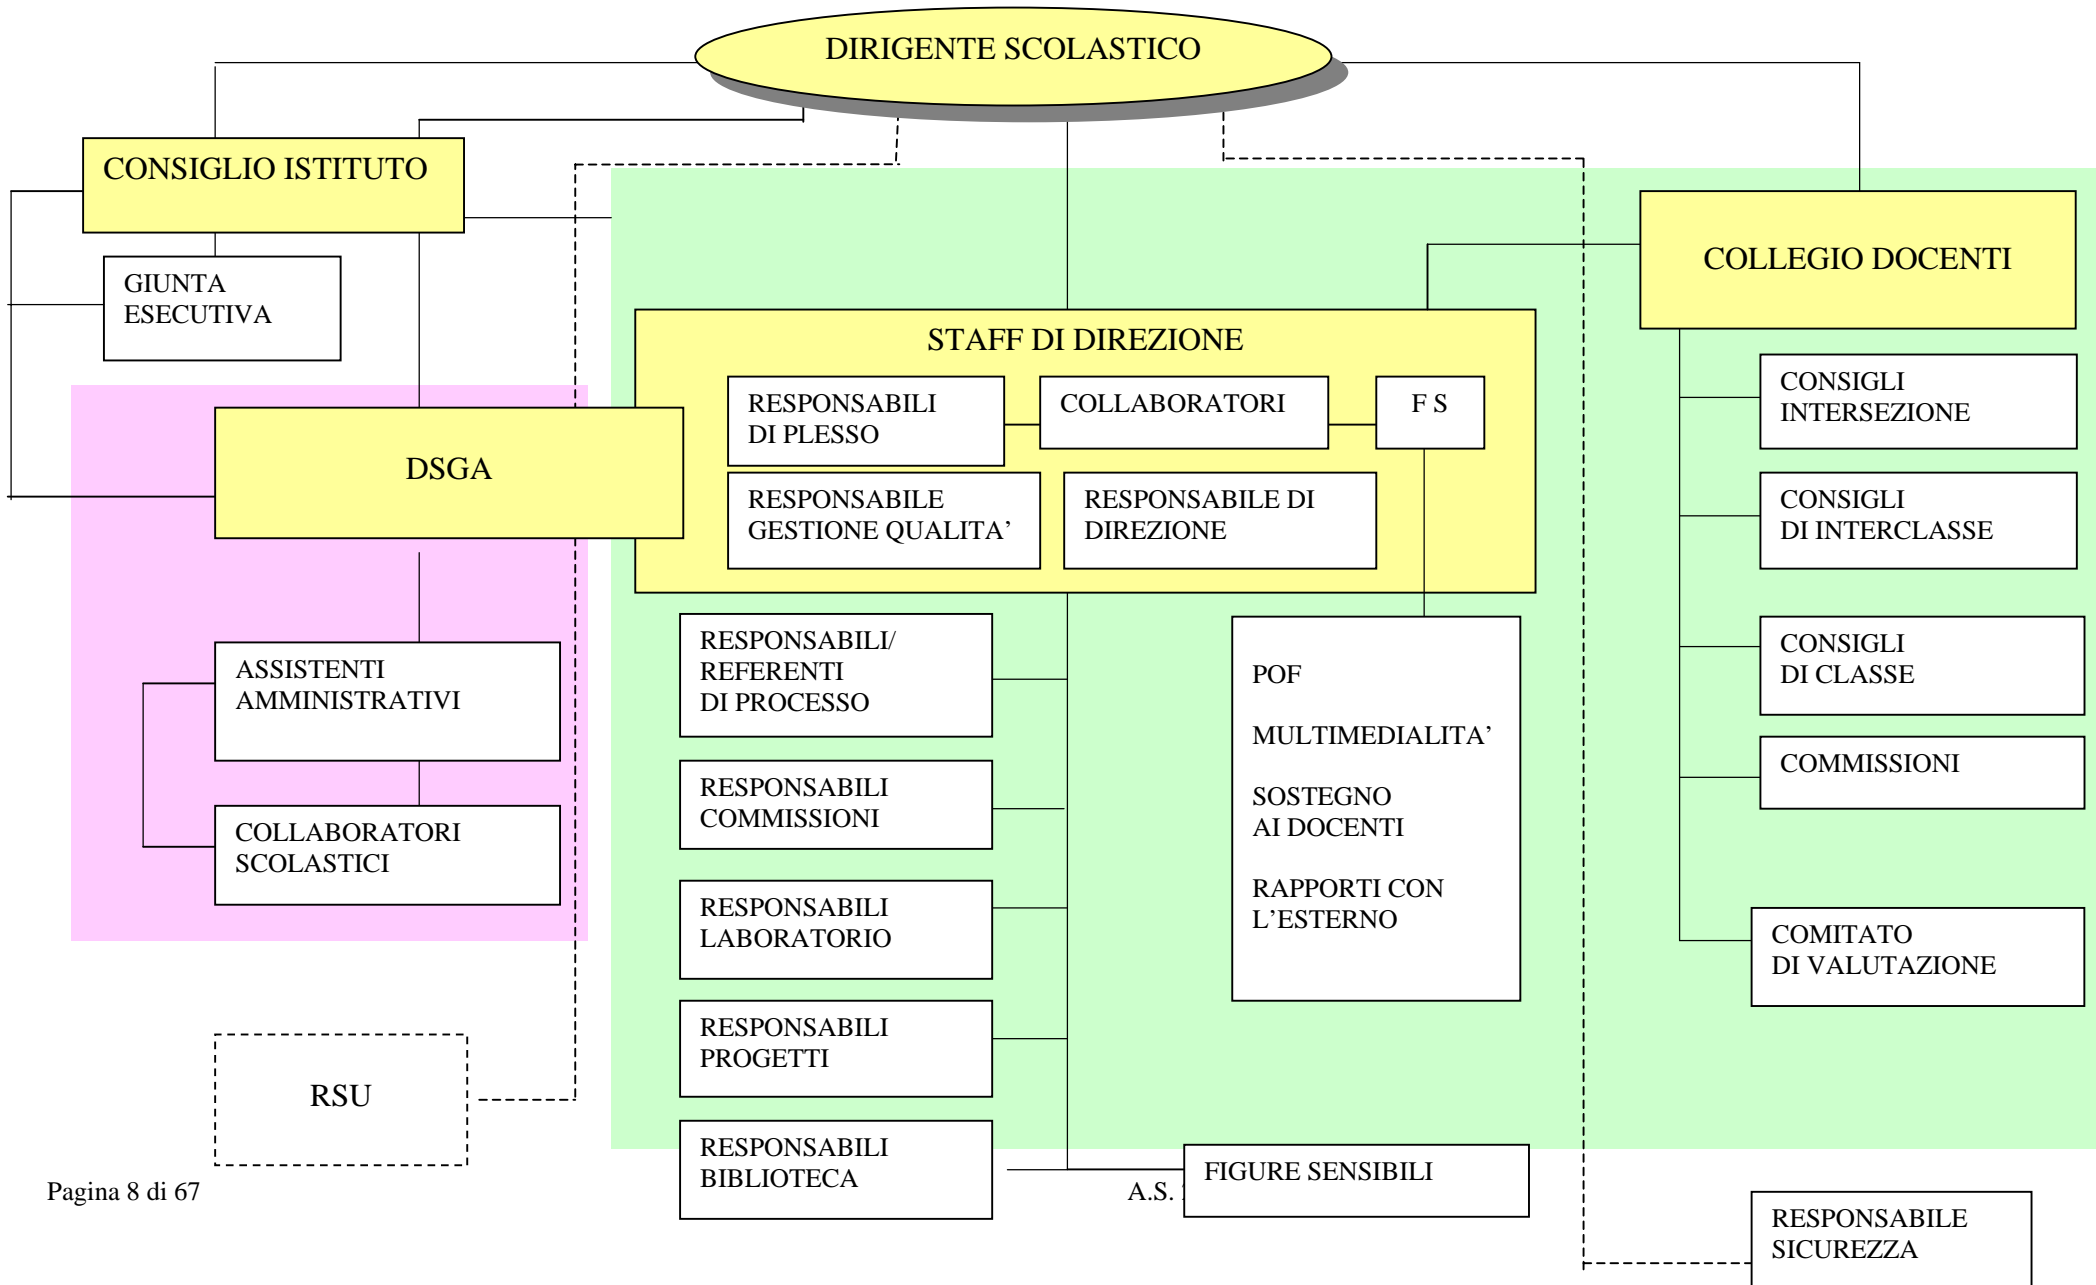 DIRIGENTE SCOLASTICO
CONSIGLIO ISTITUTO
GIUNTA
ESECUTIVA
COLLEGIO DOCENTI
STAFF DI DIREZIONE
RESPONSABILI
DI PLESSO
COLLABORATORI
F S
RESPONSABILE
GESTIONE QUALITA’
RESPONSABILE DI
DIREZIONE
DSGA
ASSISTENTI
AMMINISTRATIVI
COLLABORATORI
SCOLASTICI
RSU
RESPONSABILI/
REFERENTI
DI PROCESSO
RESPONSABILI
COMMISSIONI
RESPONSABILI
LABORATORIO
RESPONSABILI
PROGETTI
RESPONSABILI
BIBLIOTECA
POF
MULTIMEDIALITA’
SOSTEGNO
AI DOCENTI
RAPPORTI CON
L’ESTERNO
FIGURE SENSIBILI
CONSIGLI
INTERSEZIONE
CONSIGLI
DI INTERCLASSE
CONSIGLI
DI CLASSE
COMMISSIONI
COMITATO
DI VALUTAZIONE
RESPONSABILE
SICUREZZA
Pagina 8 di 67
A.S.